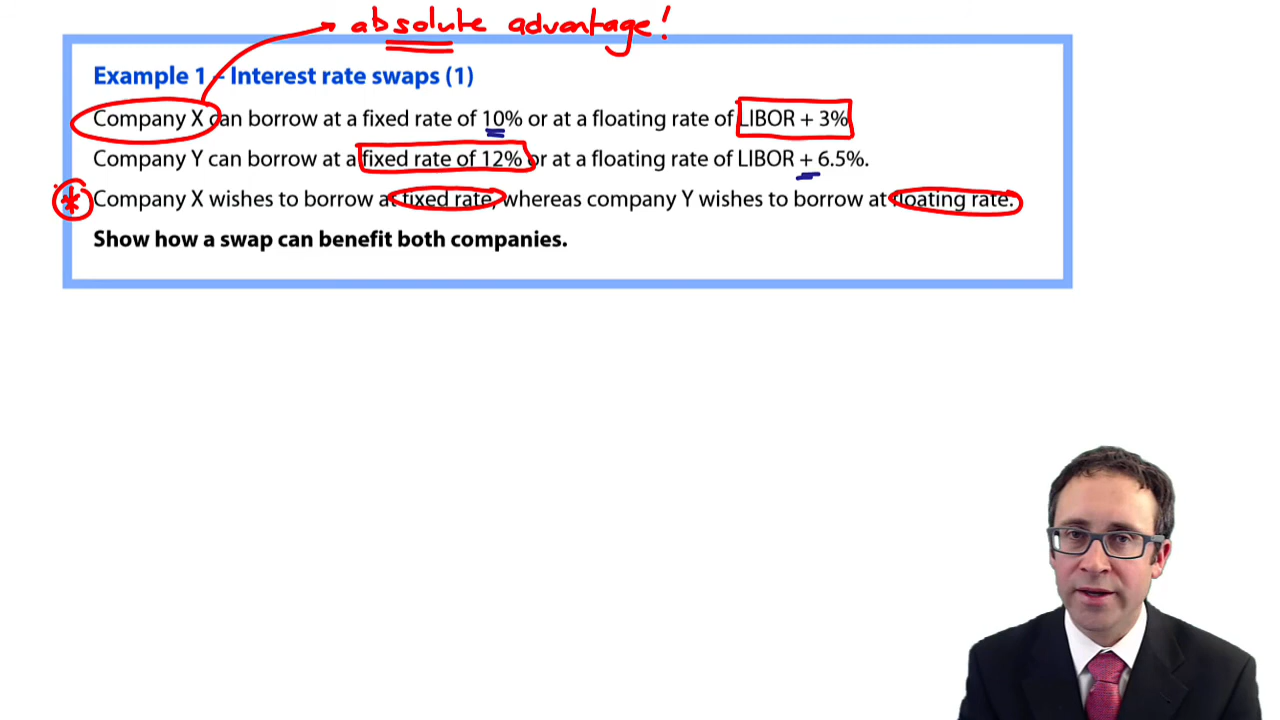 absolute advantage!
Example 1 - Interest rate swaps (1)
Company X can borrow at a fixed rate of 10% or at a floating rate of LIBOR + 3%
Company Y can borrow at a fixed rate of 12% or at a floating rate of LIBOR + 6.5%.
* Company X wishes to borrow at fixed rate, whereas company Y wishes to borrow at floating rate.
Show how a swap can benefit both companies.